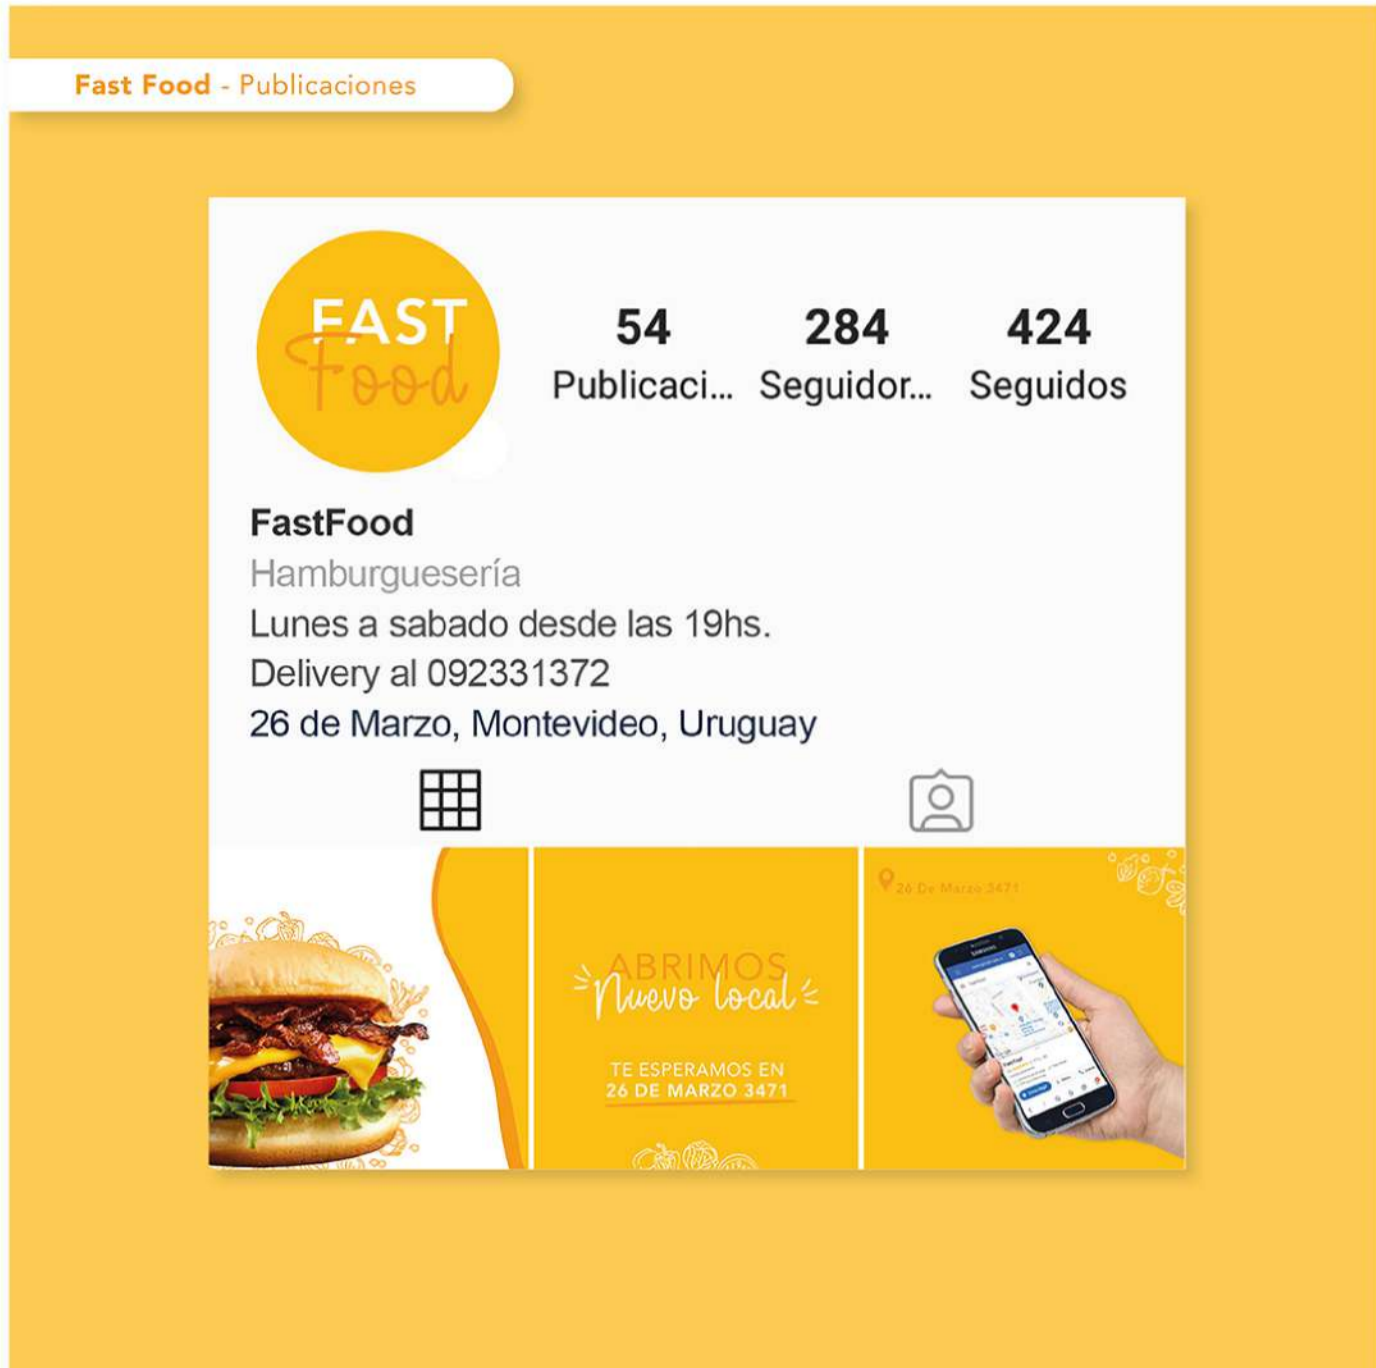 Fast Food - Publicaciones
FAST
Food
54
284
424
Publicaci...
Seguidor...
Seguidos
FastFood
Hamburguesería
Lunes a sabado desde las 19hs.
Delivery al 092331372
26 de Marzo, Montevideo, Uruguay
ABRIMOS
Nuevo local
TE ESPERAMOS EN
26 DE MARZO 3471
26 De Marzo 3471
SAMSUNG